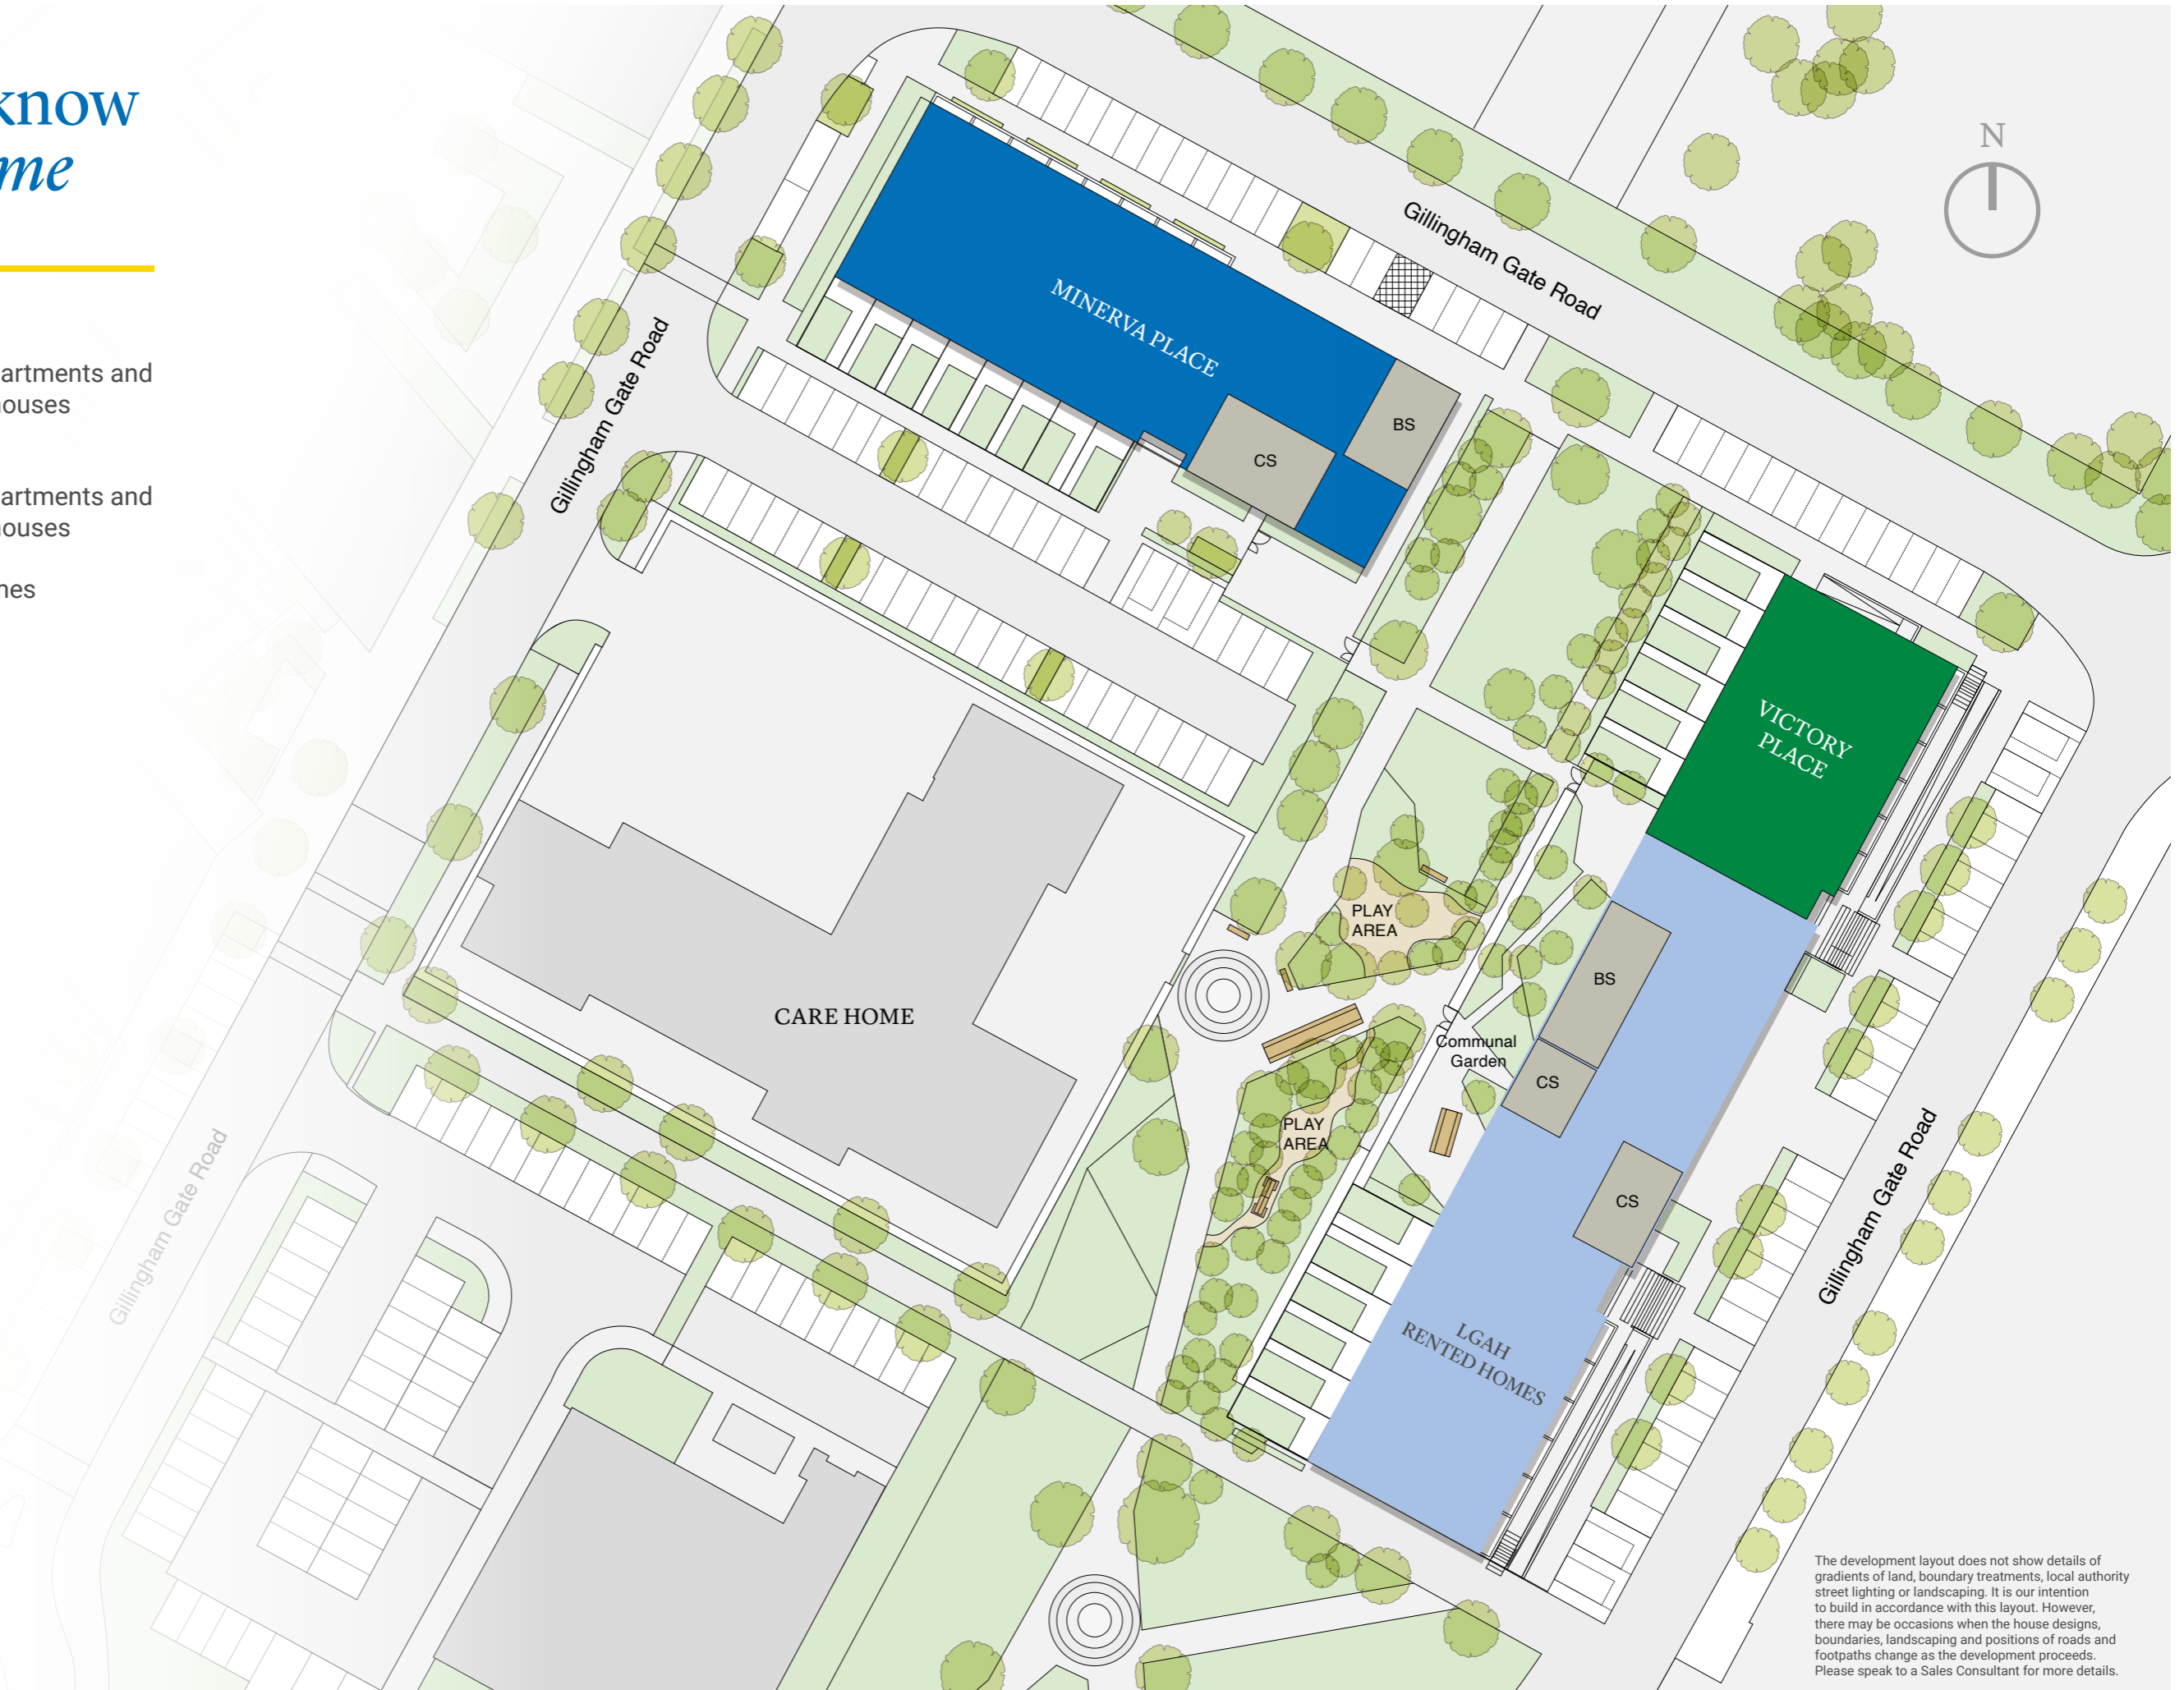 know
me
artments and
houses
artments and
houses
N
Gillingham Gate Road
MINERVA PLACE
BS
CS
Gillingham Gate Road
VICTORY
PLACE
PLAY
AREA
BS
CARE HOME
Communal
Garden
CS
PLAY
AREA
CS
Gillingham Gate Road
Gillingham Gate Road
LGAH
RENTED HOMES
The development layout does not show details of
gradients of land, boundary treatments, local authority
street lighting or landscaping. It is our intention
to build in accordance with this layout. However,
there may be occasions when the house designs,
boundaries, landscaping and positions of roads and
footpaths change as the development proceeds.
Please speak to a Sales Consultant for more details.